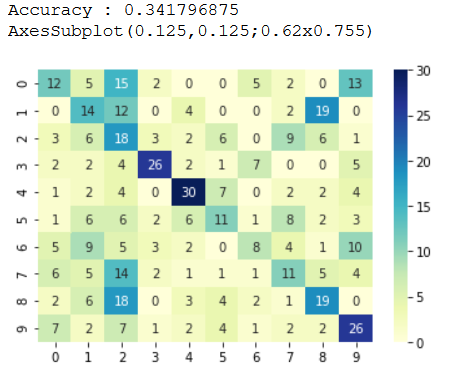 Accuracy : 0.341796875
AxesSubplot(0.125,0.125;0.62x0.755)
0 12 5 15 2 0 0 5 2 0 13
1 0 14 12 0 4 0 0 2 19 0
2 3 6 18 3 2 6 0 9 6 1
3 2 2 4 26 2 1 7 0 0 5
4 1 2 4 0 30 7 0 2 2 4
5 1 6 6 2 6 11 1 8 2 3
6 5 9 5 3 2 0 8 4 1 10
7 6 5 14 2 1 1 1 11 5 4
8 2 6 18 0 3 4 2 1 19 0
9 7 2 7 1 2 4 1 2 2 26
0 1 2 3 4 5 6 7 8 9
30
25
20
15
10
5
0